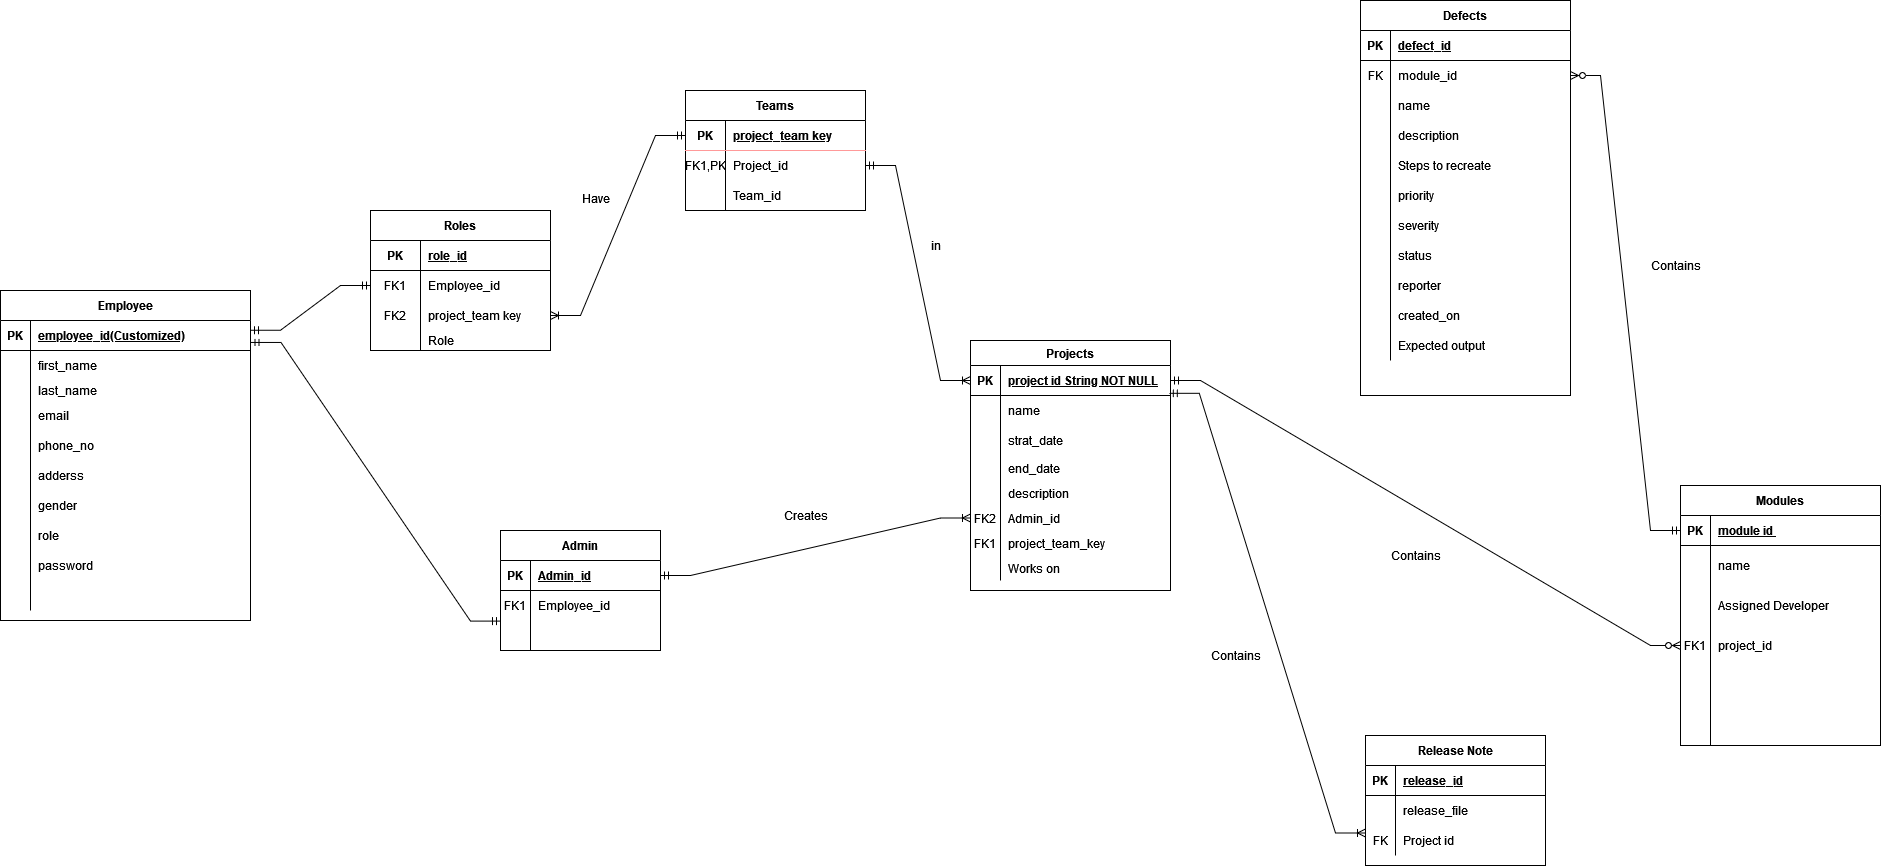 Defects
PK defect_id
FK module_id
name
description
Steps to recreate
priority
severity
status
reporter
created_on
Expected output
Teams
PK project_team key
FK1,PK Project_id
Team_id
Have
in
Contains
Roles
PK role_id
FK1 Employee_id
FK2 project_team key
Role
Employee
PK employee_id(Customized)
first_name
last_name
email
phone_no
adderss
gender
role
password
Projects
PK project id String NOT NULL
name
strat_date
end_date
description
FK2 Admin_id
FK1 project_team_key
Works on
Creates
Admin
PK Admin_id
FK1 Employee_id
Contains
Modules
PK module id
name
Assigned Developer
FK1 project_id
Contains
Release Note
PK release_id
release_file
FK Project id